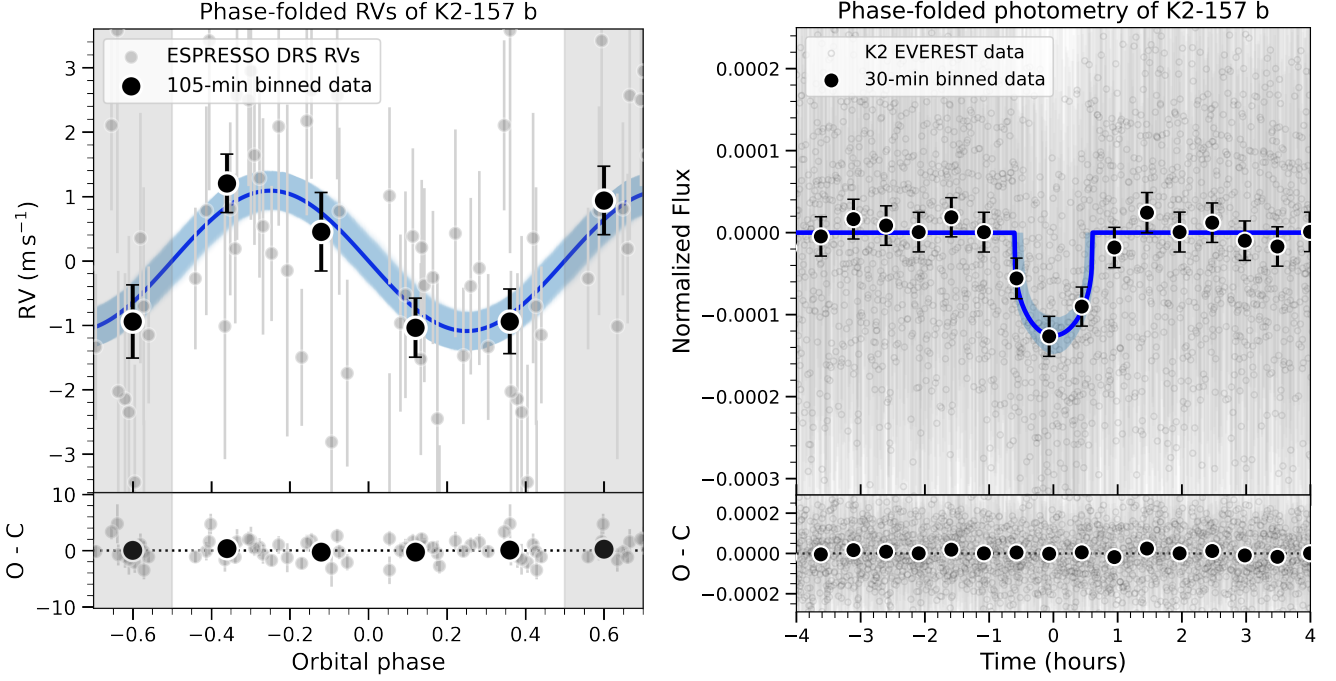 Phase-folded RVs of K2-157 b
ESPRESSO DRS RVs
105-min binned data
RV (m s⁻¹)
3
2
1
0
−1
−2
−3
O - C
10
0
−10
−0.6
−0.4
−0.2
0.0
0.2
0.4
0.6
Orbital phase
Phase-folded photometry of K2-157 b
K2 EVEREST data
30-min binned data
Normalized Flux
0.0002
0.0001
0.0000
−0.0001
−0.0002
−0.0003
O - C
0.0002
0.0000
−0.0002
−4
−3
−2
−1
0
1
2
3
4
Time (hours)